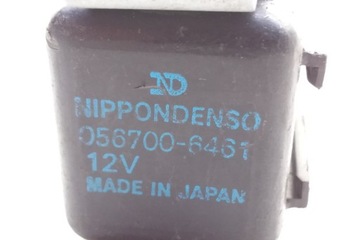 ND
NIPPONDENSO
056700-6461
12V
MADE IN JAPAN